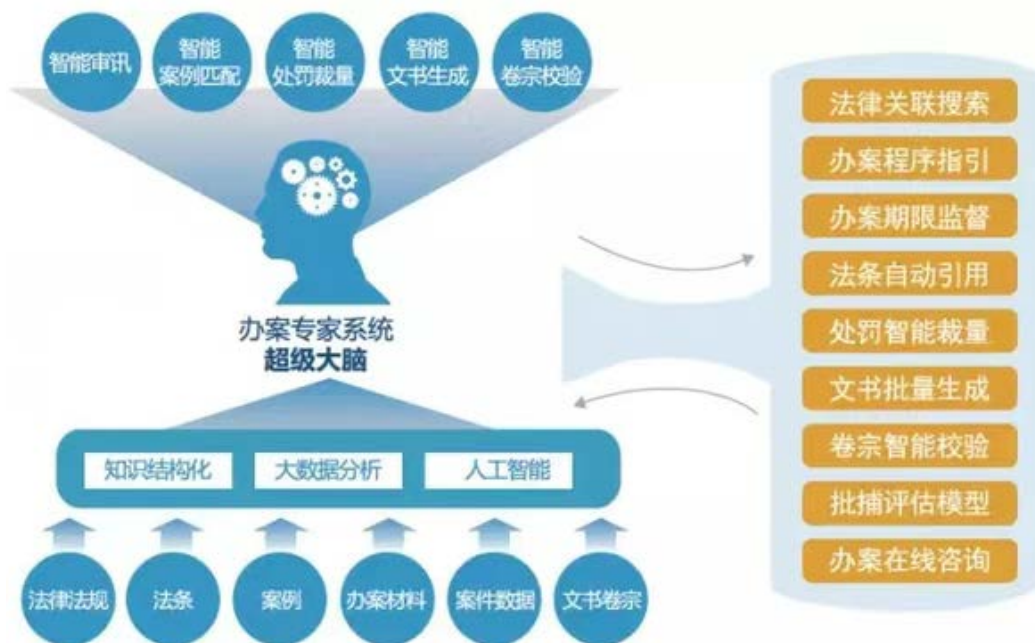 智能审讯
智能
案例匹配
智能
处罚裁量
智能
文书生成
智能
卷宗校验
办案专家系统
超级大脑
知识结构化
大数据分析
人工智能
法律法规
法条
案例
办案材料
案件数据
文书卷宗
法律关联搜索
办案程序指引
办案期限监督
法条自动引用
处罚智能裁量
文书批量生成
卷宗智能校验
批捕评估模型
办案在线咨询